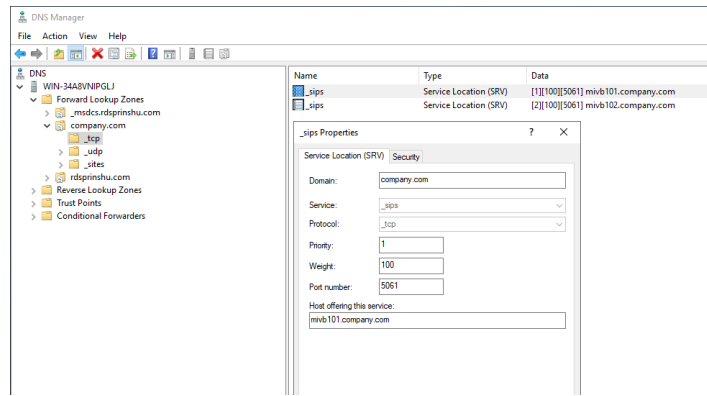 DNS Manager
File Action View Help
DNS
WIN-34A8VNIPGLJ
Forward Lookup Zones
_msdcs.rdsprinshu.com
company.com
_tcp
_udp
_sites
rdsprinshu.com
Reverse Lookup Zones
Trust Points
Conditional Forwarders
Name Type Data
_sips Service Location (SRV) [1][100][5061] mivb101.company.com
_sips Service Location (SRV) [2][100][5061] mivb102.company.com
_sips Properties ? ×
Service Location (SRV) Security
Domain: company.com
Service: _sips
Protocol: _tcp
Priority: 1
Weight: 100
Port number: 5061
Host offering this service:
mivb101.company.com